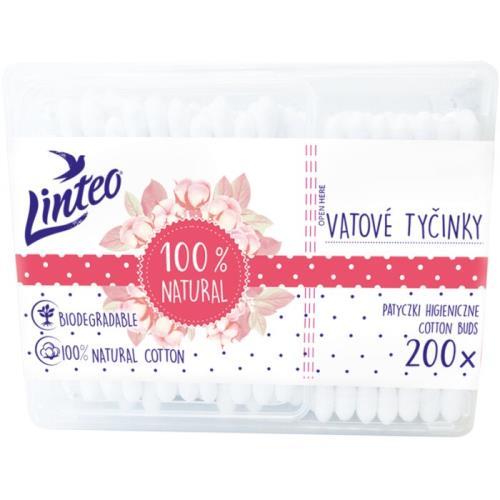 Linteo
100% NATURAL
BIODEGRADABLE
100% NATURAL COTTON
OPEN HERE
VATOVÉ TYČINKY
PATYCZKI HIGIENICZNE
COTTON BUDS
200x